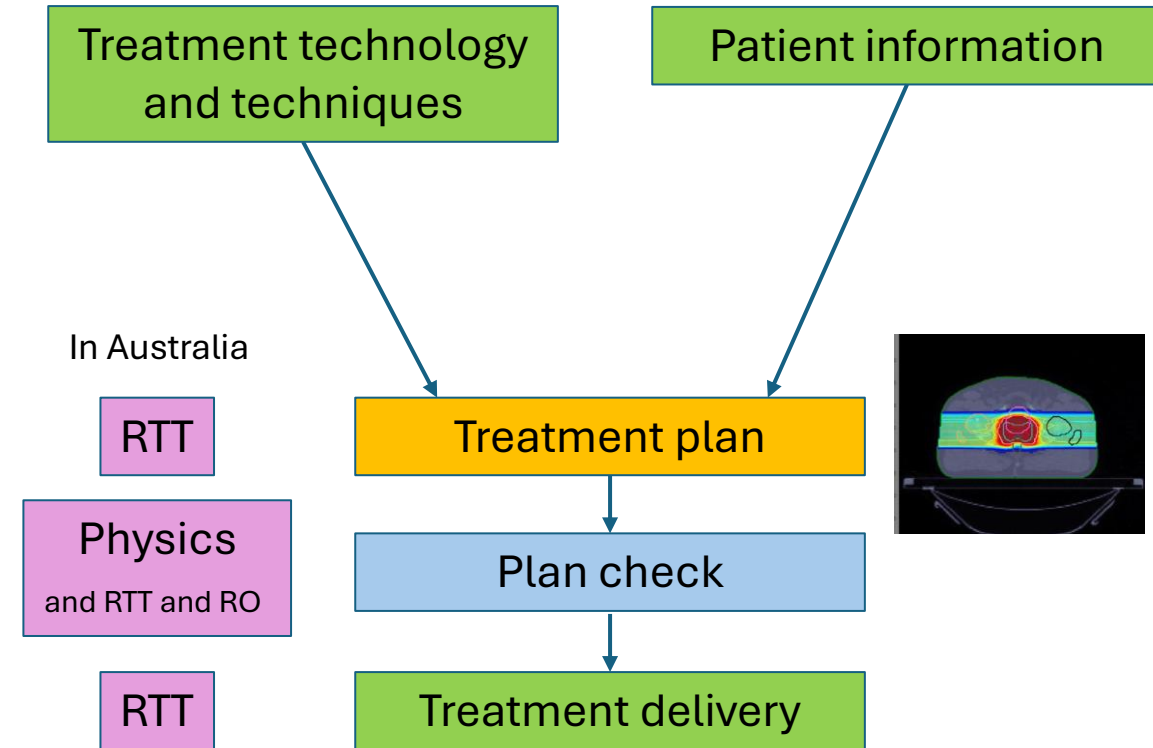 Treatment technology
and techniques
Patient information
In Australia
RTT
Treatment plan
Physics
and RTT and RO
Plan check
RTT
Treatment delivery